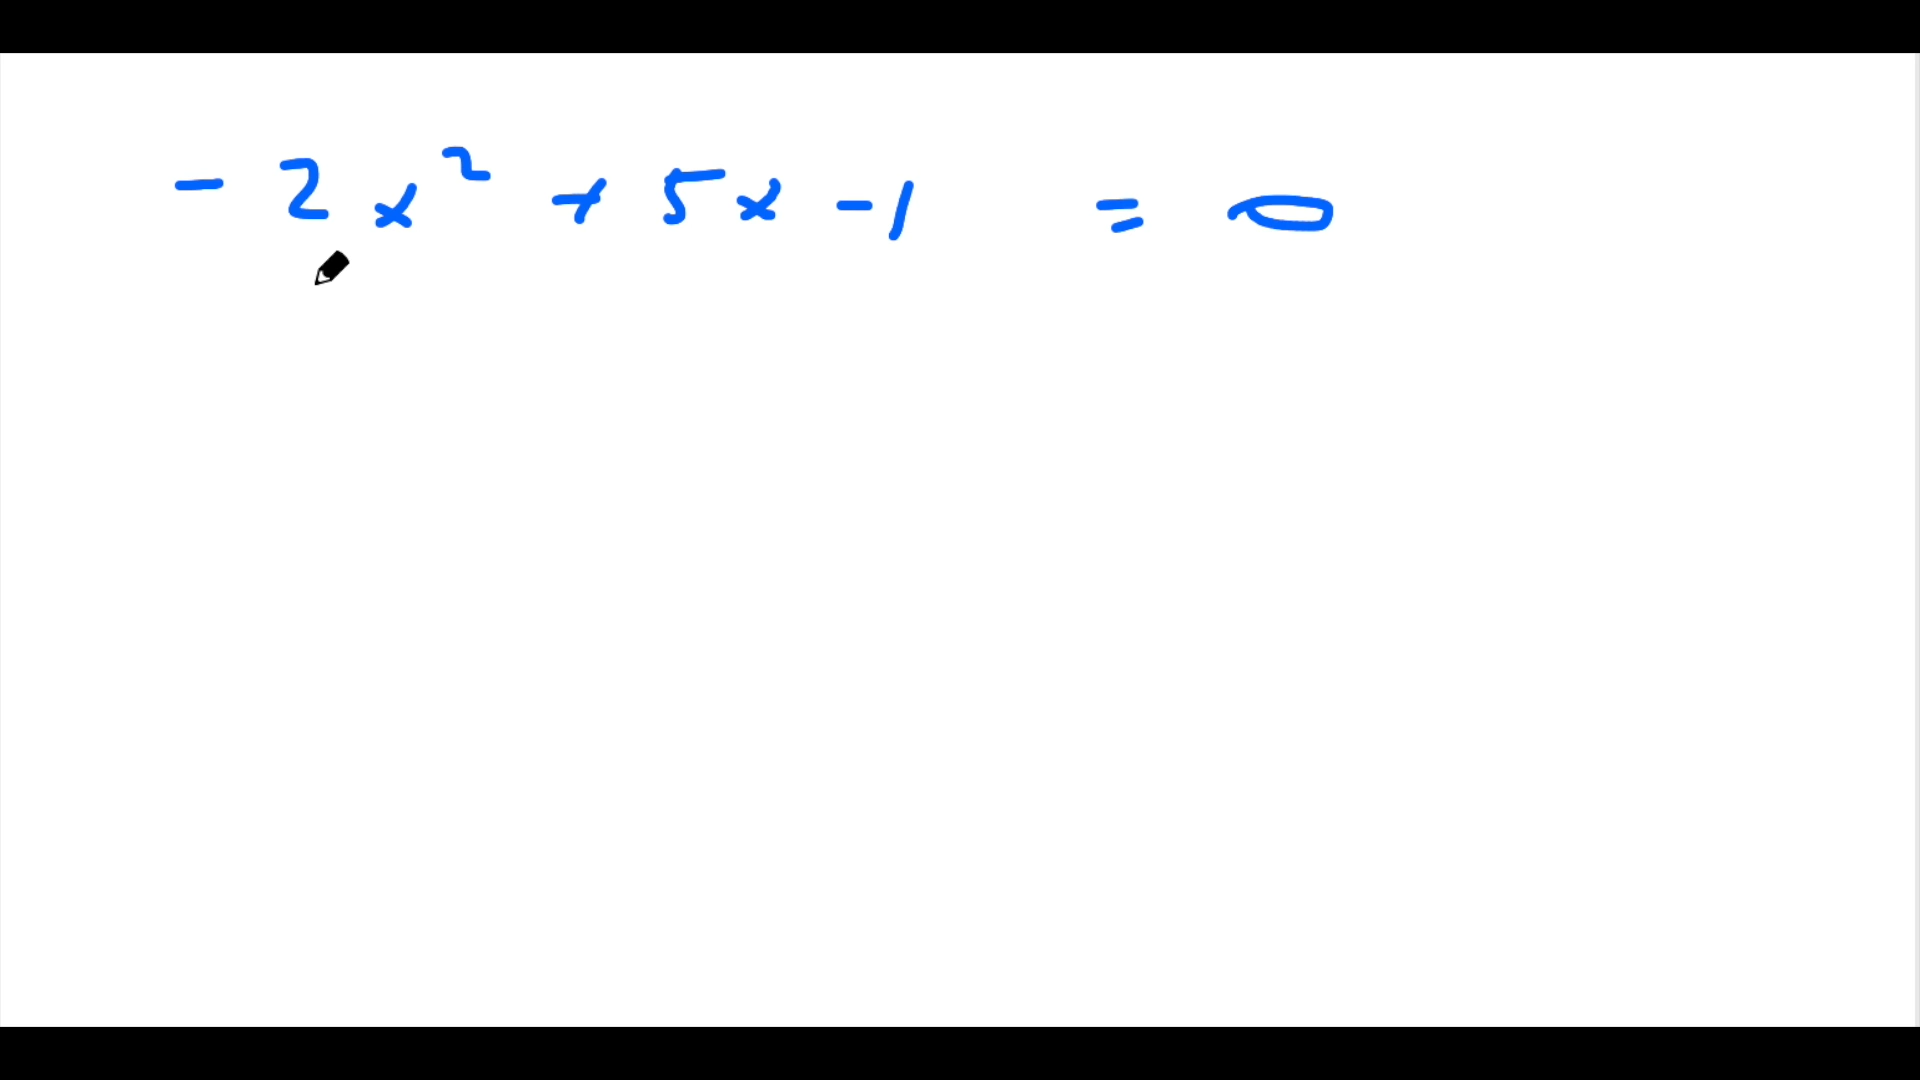 - 2x² + 5x - 1 = 0